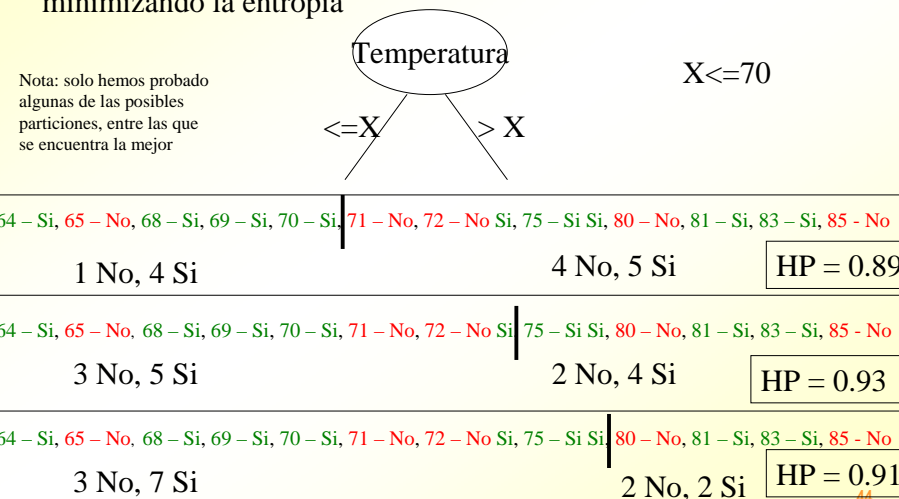 minimizando la entropía
Temperatura
X<=70
Nota: solo hemos probado
algunas de las posibles
particiones, entre las que
se encuentra la mejor
<=X
> X
64 – Si, 65 – No, 68 – Si, 69 – Si, 70 – Si, 71 – No, 72 – No Si, 75 – Si Si, 80 – No, 81 – Si, 83 – Si, 85 - No
1 No, 4 Si
4 No, 5 Si
HP = 0.89
64 – Si, 65 – No, 68 – Si, 69 – Si, 70 – Si, 71 – No, 72 – No Si, 75 – Si Si, 80 – No, 81 – Si, 83 – Si, 85 - No
3 No, 5 Si
2 No, 4 Si
HP = 0.93
64 – Si, 65 – No, 68 – Si, 69 – Si, 70 – Si, 71 – No, 72 – No Si, 75 – Si Si, 80 – No, 81 – Si, 83 – Si, 85 - No
3 No, 7 Si
2 No, 2 Si
HP = 0.91
44